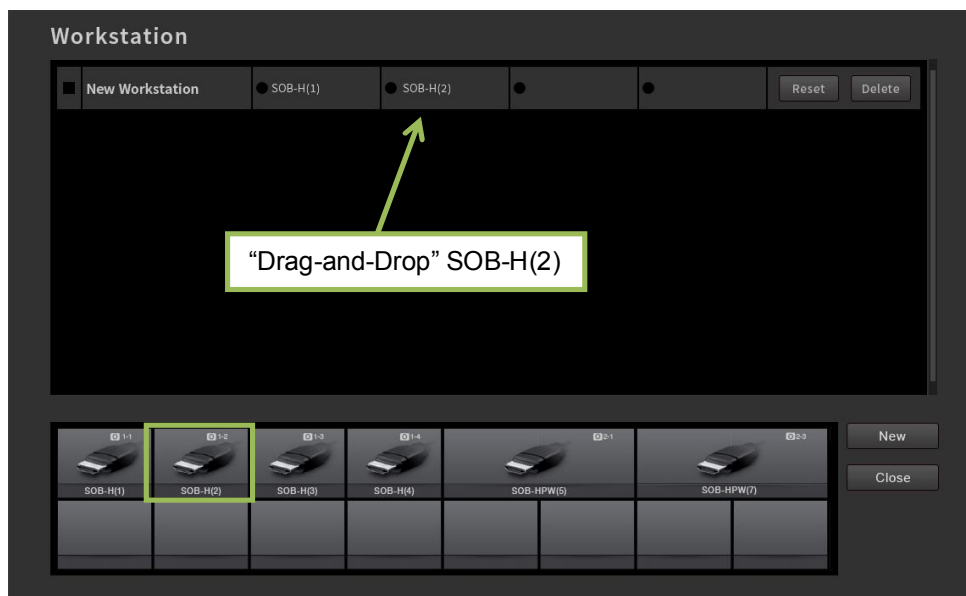 Workstation
New Workstation SOB-H(1) SOB-H(2) Reset Delete
“Drag-and-Drop” SOB-H(2)
O 1-1 O 1-2 O 1-3 O 1-4 O 2-1 O 2-3
SOB-H(1) SOB-H(2) SOB-H(3) SOB-H(4) SOB-HPW(5) SOB-HPW(7)
New
Close